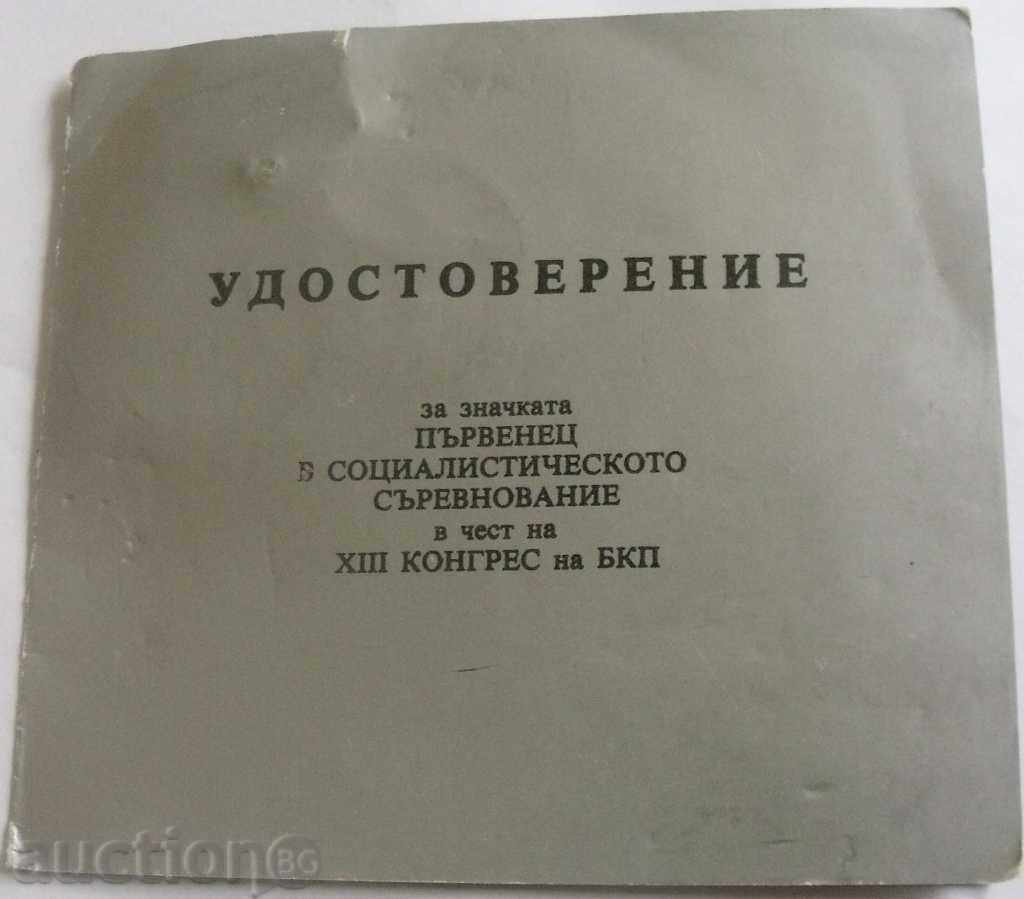 УДОСТОВЕРЕНИЕ
за значката
ПЪРВЕНЕЦ
В СОЦИАЛИСТИЧЕСКОТО
СЪРЕВНОВАНИЕ
в чест на
XIII КОНГРЕС на БКП
auction BG